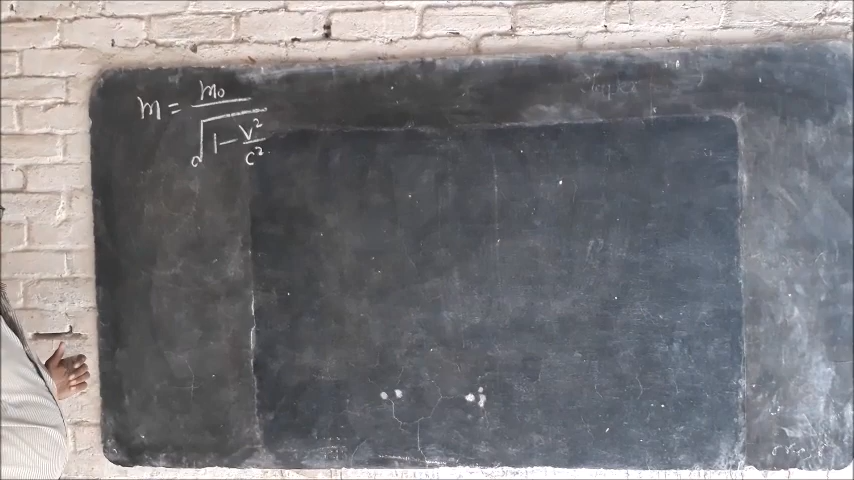 m = m₀ / √(1 - v²/c²)